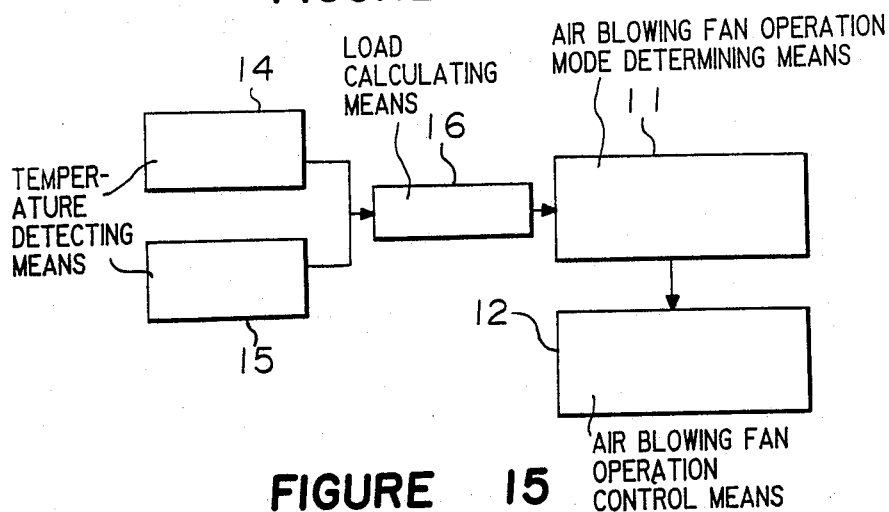 FIGURE
14
TEMPER-
ATURE
DETECTING
MEANS
15
LOAD
CALCULATING
MEANS
16
AIR BLOWING FAN OPERATION
MODE DETERMINING MEANS
11
12
AIR BLOWING FAN
OPERATION
CONTROL MEANS
FIGURE 15